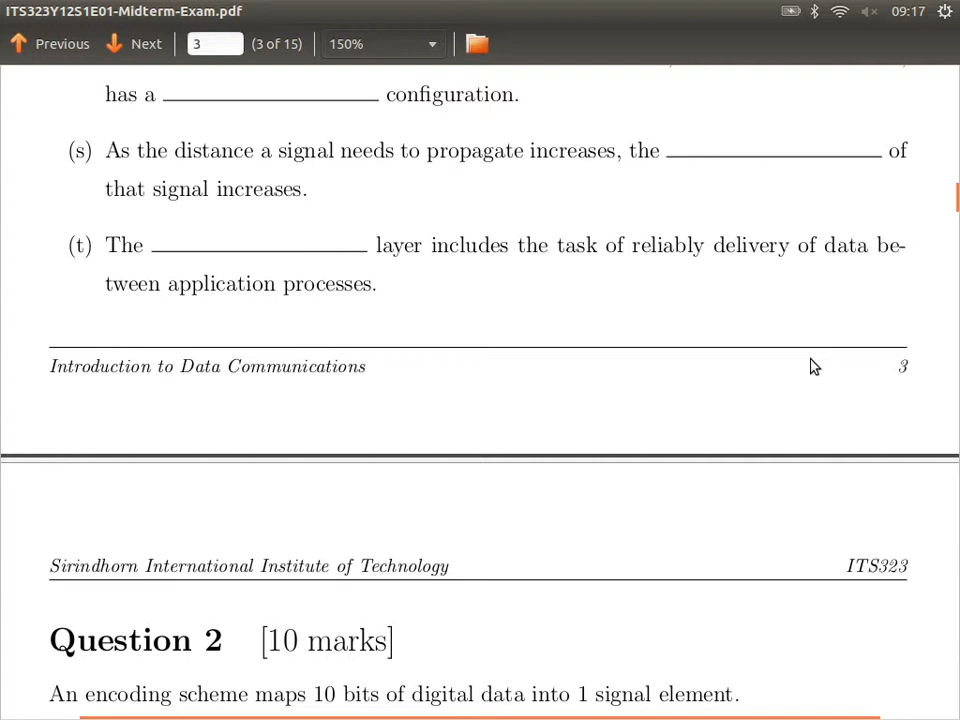 ITS323Y12S1E01-Midterm-Exam.pdf 09:17
Previous Next 3 (3 of 15) 150%
has a ____________________ configuration.
(s) As the distance a signal needs to propagate increases, the ____________________ of
that signal increases.
(t) The ____________________ layer includes the task of reliably delivery of data be-
tween application processes.
Introduction to Data Communications 3
Sirindhorn International Institute of Technology ITS323
Question 2 [10 marks]
An encoding scheme maps 10 bits of digital data into 1 signal element.